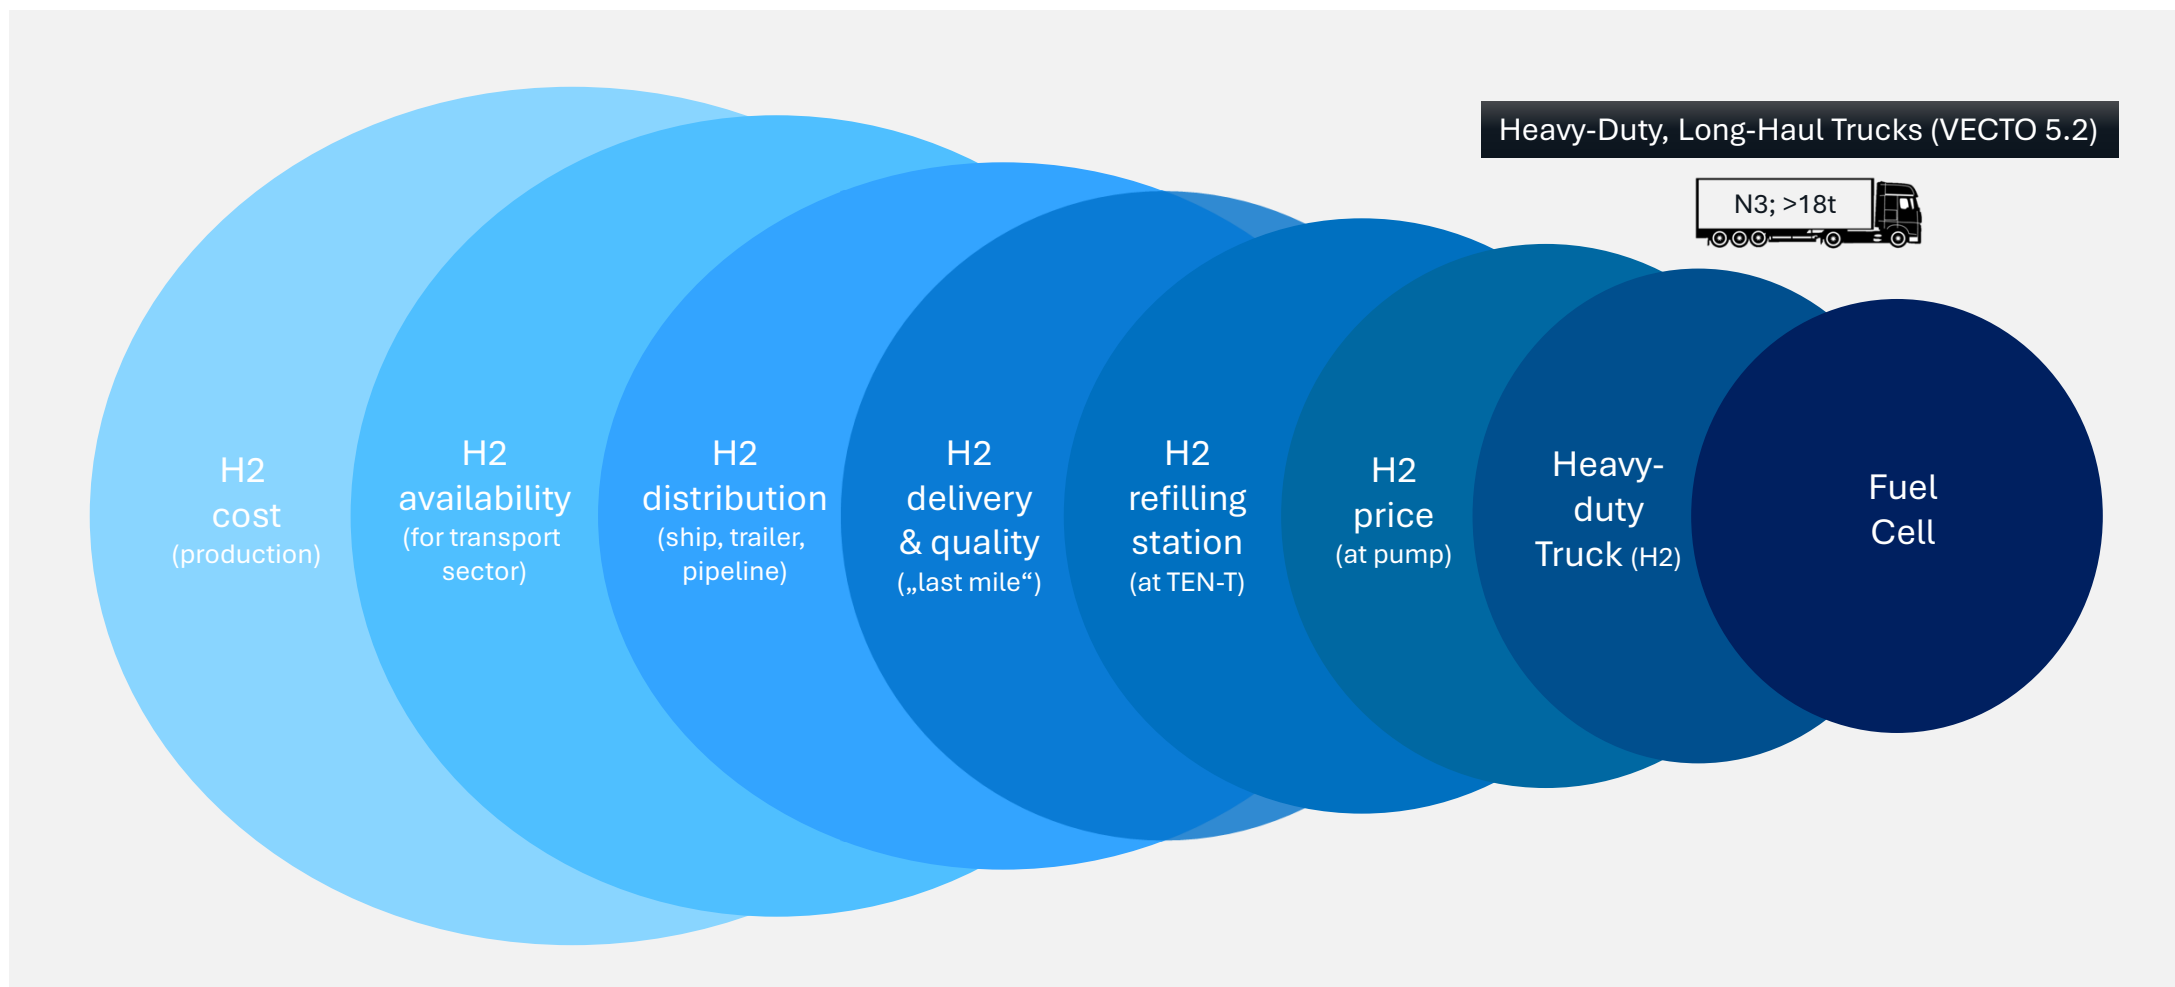 Heavy-Duty, Long-Haul Trucks (VECTO 5.2)
N3; >18t
H2
cost
(production)
H2
availability
(for transport
sector)
H2
distribution
(ship, trailer,
pipeline)
H2
delivery
& quality
(„last mile“)
H2
refilling
station
(at TEN-T)
H2
price
(at pump)
Heavy-
duty
Truck (H2)
Fuel
Cell